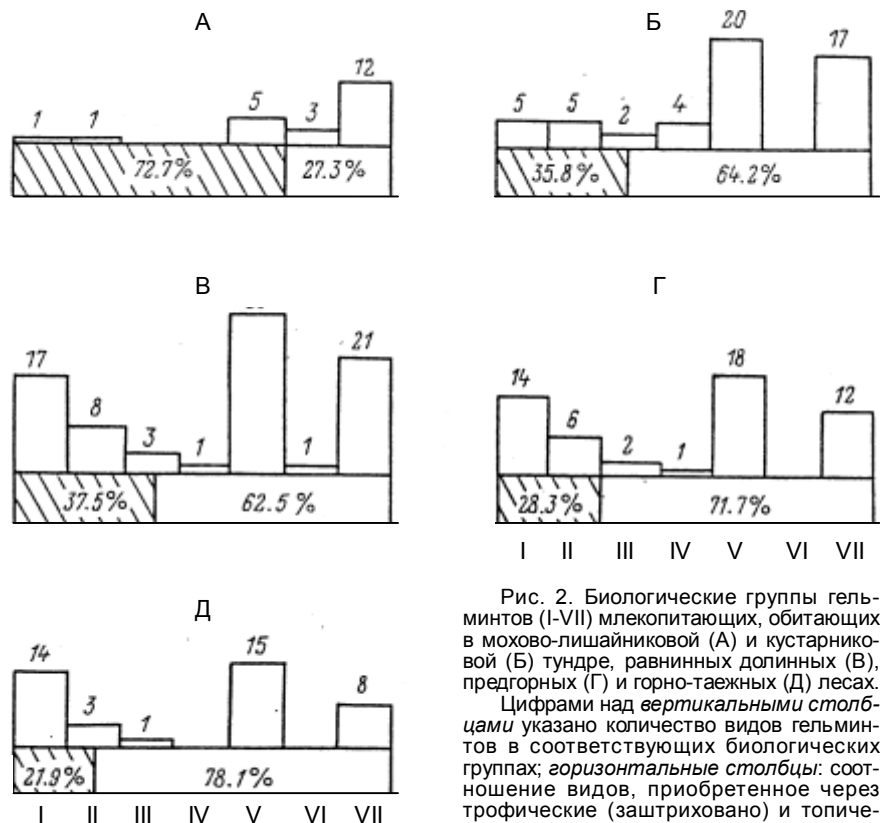 А
1 1 5 3 12
72.7% 27.3%
Б
5 5 2 4 20 17
35.8% 64.2%
В
17 8 3 1 1 21
37.5% 62.5%
Г
14 6 2 1 18 12
28.3% 71.7%
I II III IV V VI VII
Д
14 3 1 15 8
21.9% 78.1%
I II III IV V VI VII
Рис. 2. Биологические группы гель-
минтов (I-VII) млекопитающих, обитающих
в мохово-лишайниковой (А) и кустарнико-
вой (Б) тундре, равнинных долинных (В),
предгорных (Г) и горно-таежных (Д) лесах.
Цифрами над вертикальными столб-
цами указано количество видов гельмин-
тов в соответствующих биологических
группах; горизонтальные столбцы: соот-
ношение видов, приобретенное через
трофические (заштриховано) и топиче-